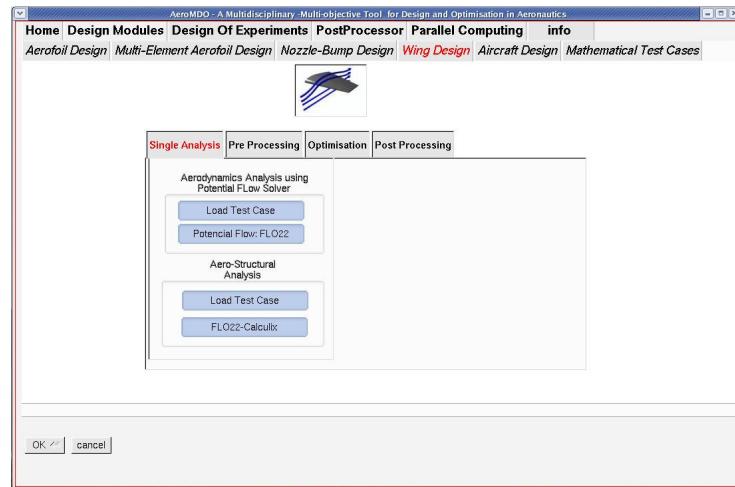 AeroMDO - A Multidisciplinary -Multi-objective Tool for Design and Optimisation in Aeronautics
Home Design Modules Design Of Experiments PostProcessor Parallel Computing info
Aerofoil Design Multi-Element Aerofoil Design Nozzle-Bump Design Wing Design Aircraft Design Mathematical Test Cases
Single Analysis Pre Processing Optimisation Post Processing
Aerodynamics Analysis using
Potential FLow Solver
Load Test Case
Potencial Flow: FLO22
Aero-Structural
Analysis
Load Test Case
FLO22-Calculix
OK cancel